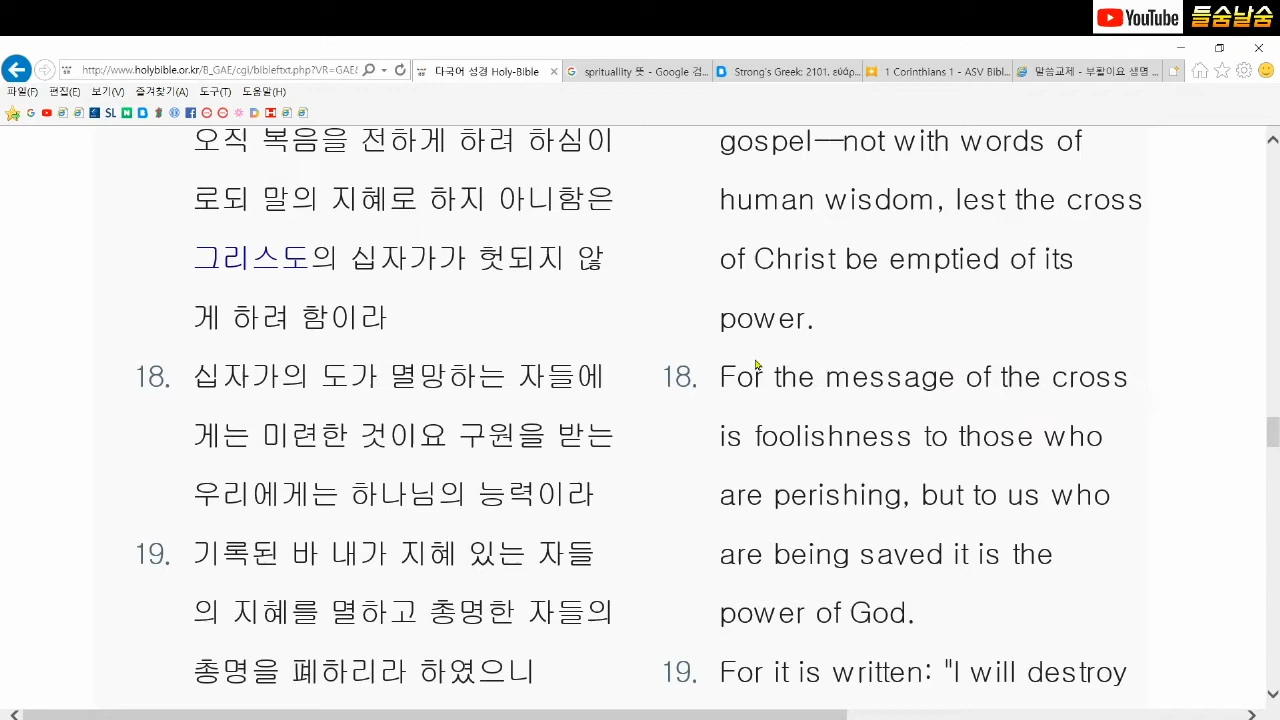 YouTube 들숨날숨
http://www.holybible.or.kr/B_GAE/cgi/bibleftxt.php?VR=GAE&
다국어 성경 Holy-Bible
sprituallity 뜻 - Google 검...
Strong's Greek: 2101. εὐάρ...
1 Corinthians 1 - ASV Bibl...
말씀교제 - 부활이요 생명 ...
파일(F) 편집(E) 보기(V) 즐겨찾기(A) 도구(T) 도움말(H)
오직 복음을 전하게 하려 하심이
로되 말의 지혜로 하지 아니함은
그리스도의 십자가가 헛되지 않
게 하려 함이라
18. 십자가의 도가 멸망하는 자들에
게는 미련한 것이요 구원을 받는
우리에게는 하나님의 능력이라
19. 기록된 바 내가 지혜 있는 자들
의 지혜를 멸하고 총명한 자들의
총명을 폐하리라 하였으니
gospel––not with words of
human wisdom, lest the cross
of Christ be emptied of its
power.
18. For the message of the cross
is foolishness to those who
are perishing, but to us who
are being saved it is the
power of God.
19. For it is written: "I will destroy